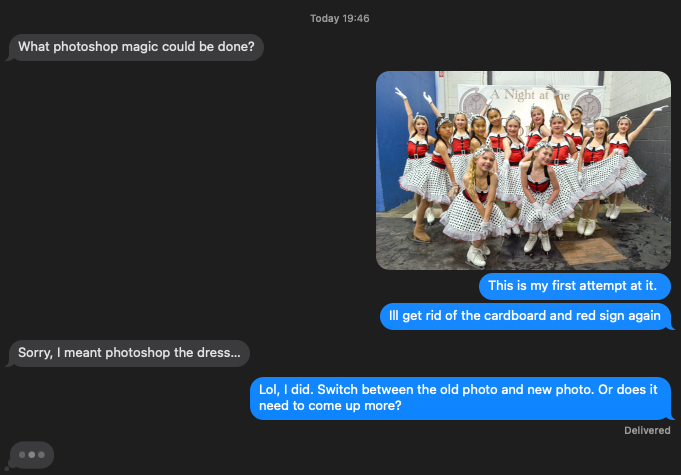 Today 19:46
What photoshop magic could be done?
A Night at the
This is my first attempt at it.
Ill get rid of the cardboard and red sign again
Sorry, I meant photoshop the dress...
Lol, I did. Switch between the old photo and new photo. Or does it
need to come up more?
Delivered